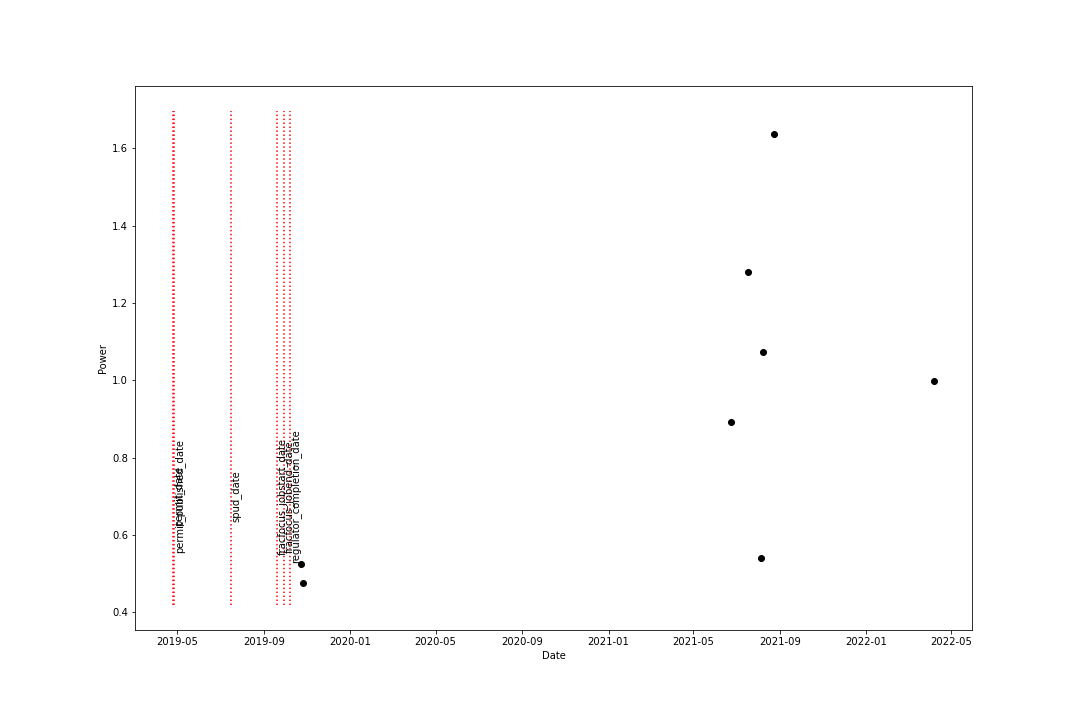 1.6
1.4
1.2
1.0
0.8
0.6
0.4
Power
permit_published_date
permit_date
spud_date
fracfocus_jobstart_date
fracfocus_jobend_date
regulator_completion_date
2019-05
2019-09
2020-01
2020-05
2020-09
2021-01
2021-05
2021-09
2022-01
2022-05
Date